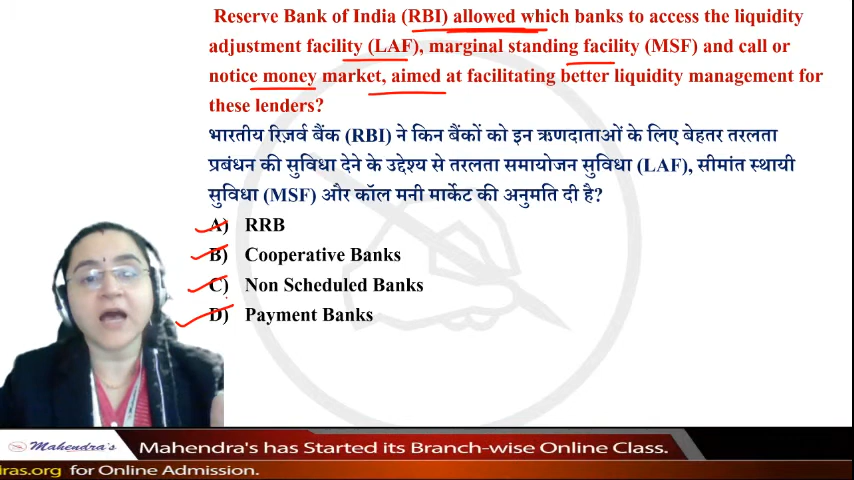 Reserve Bank of India (RBI) allowed which banks to access the liquidity
adjustment facility (LAF), marginal standing facility (MSF) and call or
notice money market, aimed at facilitating better liquidity management for
these lenders?
भारतीय रिज़र्व बैंक (RBI) ने किन बैंकों को इन ऋणदाताओं के लिए बेहतर तरलता
प्रबंधन की सुविधा देने के उद्देश्य से तरलता समायोजन सुविधा (LAF), सीमांत स्थायी
सुविधा (MSF) और कॉल मनी मार्केट की अनुमति दी है?
A) RRB
B) Cooperative Banks
C) Non Scheduled Banks
D) Payment Banks
Mahendra's
Mahendra's has Started its Branch-wise Online Class.
ras.org for Online Admission.